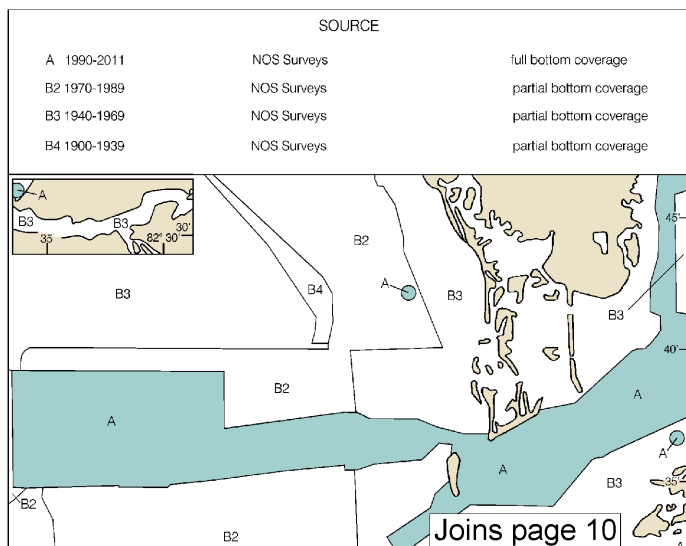 SOURCE
A 1990-2011 NOS Surveys full bottom coverage
B2 1970-1989 NOS Surveys partial bottom coverage
B3 1940-1969 NOS Surveys partial bottom coverage
B4 1900-1939 NOS Surveys partial bottom coverage
A
B3
B3
35'
82° 30'
30'
45'
B2
B4
A
B3
B3
B3
40'
B2
A
A
A
A
35'
B3
B2
B2
A
Joins page 10